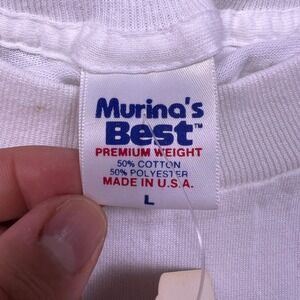 Murina's
Best™
PREMIUM WEIGHT
50% COTTON
50% POLYESTER
MADE IN U.S.A.
L